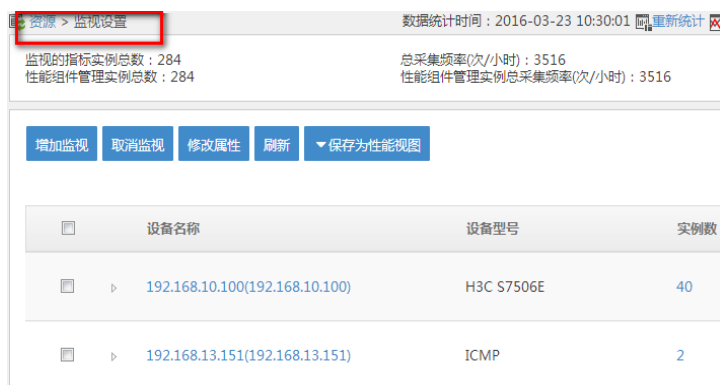 资源 > 监视设置 数据统计时间：2016-03-23 10:30:01 重新统计
监视的指标实例总数：284 总采集频率(次/小时)：3516
性能组件管理实例总数：284 性能组件管理实例总采集频率(次/小时)：3516
增加监视 取消监视 修改属性 刷新 保存为性能视图
设备名称 设备型号 实例数
192.168.10.100(192.168.10.100) H3C S7506E 40
192.168.13.151(192.168.13.151) ICMP 2